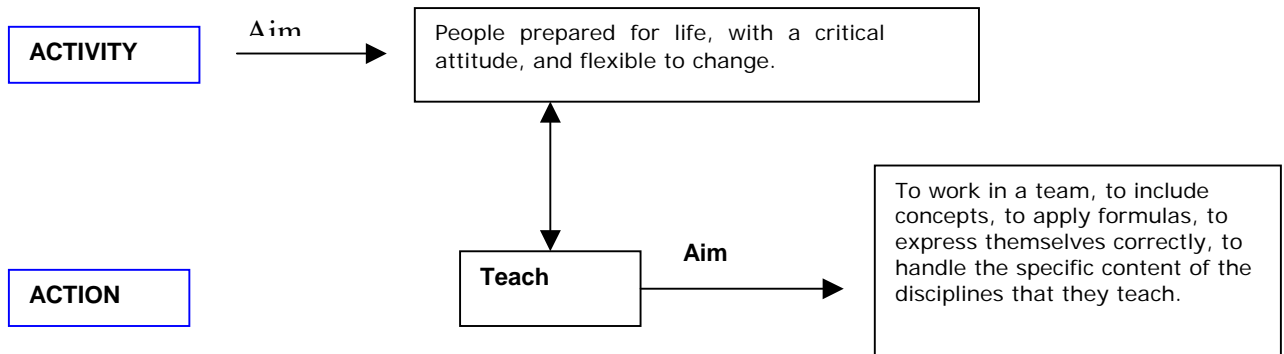 Aim
People prepared for life, with a critical
attitude, and flexible to change.
ACTIVITY
To work in a team, to include
concepts, to apply formulas, to
express themselves correctly, to
handle the specific content of the
disciplines that they teach.
Aim
Teach
ACTION